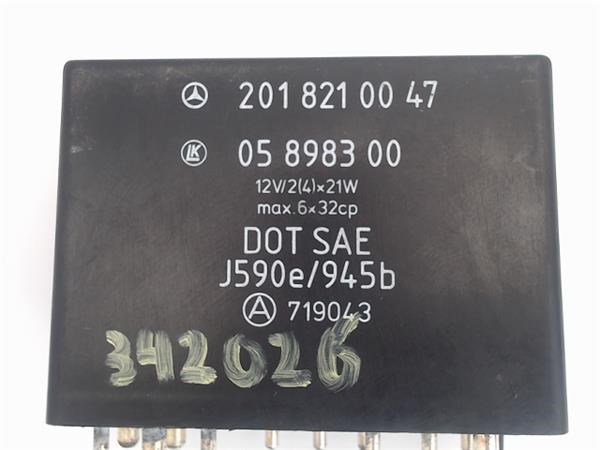 201 821 00 47
LK 05 8983 00
12V/2(4)×21W
max.6×32cp
DOT SAE
J590e/945b
A 719043
342026